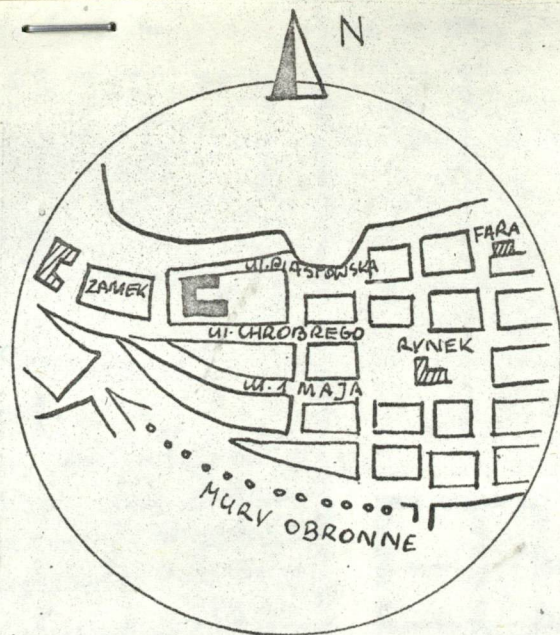 N
FARA
ul. PIASTOWSKA
ZAMEK
ul. CHROBREGO
RYNEK
ul. 1 MAJA
MURY OBRONNE